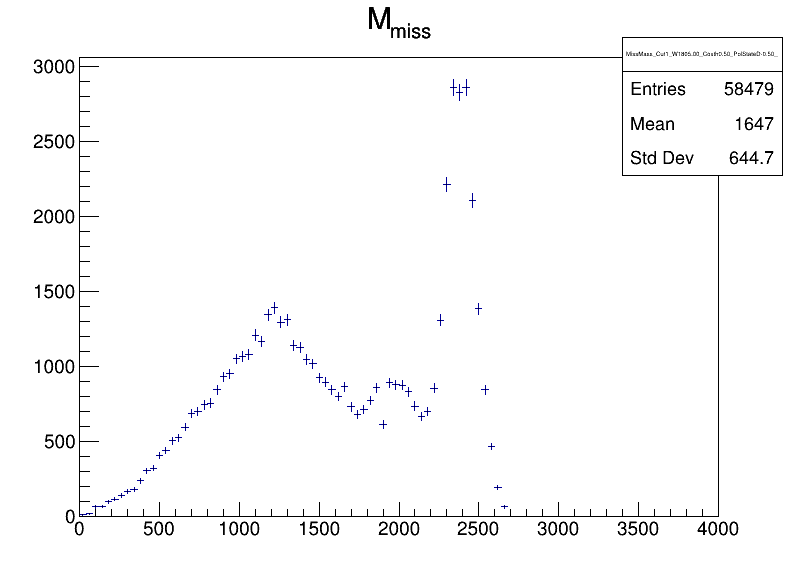 M_miss
MissMass_Cut1_W1805.00_Costh0.50_PolStateD-0.50_
Entries 58479
Mean 1647
Std Dev 644.7
3000
2500
2000
1500
1000
500
0
0 500 1000 1500 2000 2500 3000 3500 4000